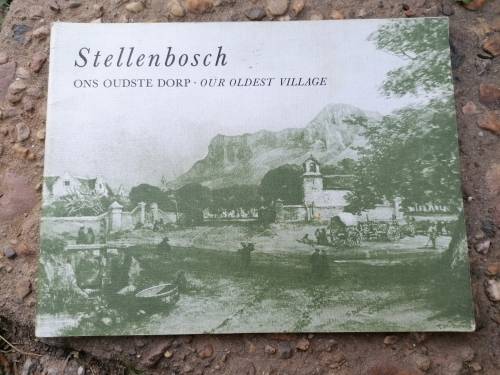 Stellenbosch
ONS OUDSTE DORP · OUR OLDEST VILLAGE